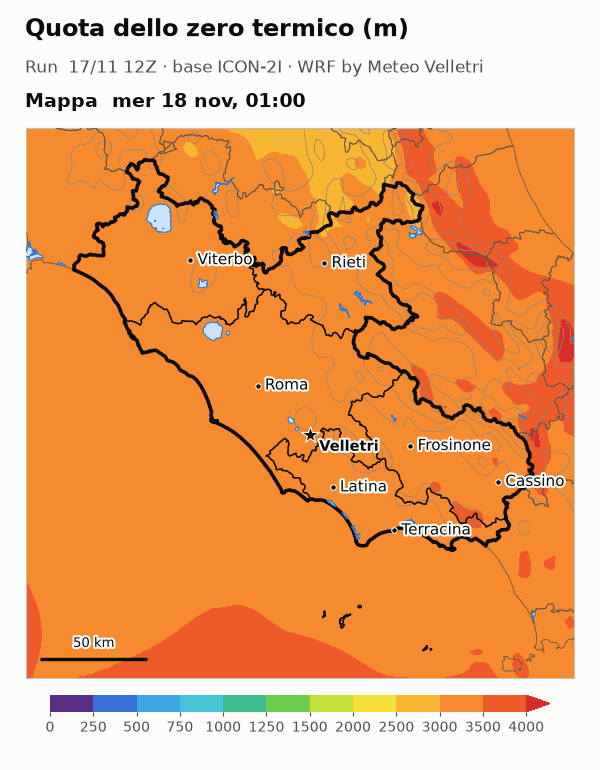 Quota dello zero termico (m)
Run  17/11 12Z · base ICON-2I · WRF by Meteo Velletri
Mappa  mer 18 nov, 01:00
Viterbo
Rieti
Roma
Velletri
Frosinone
Cassino
Latina
Terracina
50 km
0 250 500 750 1000 1250 1500 2000 2500 3000 3500 4000